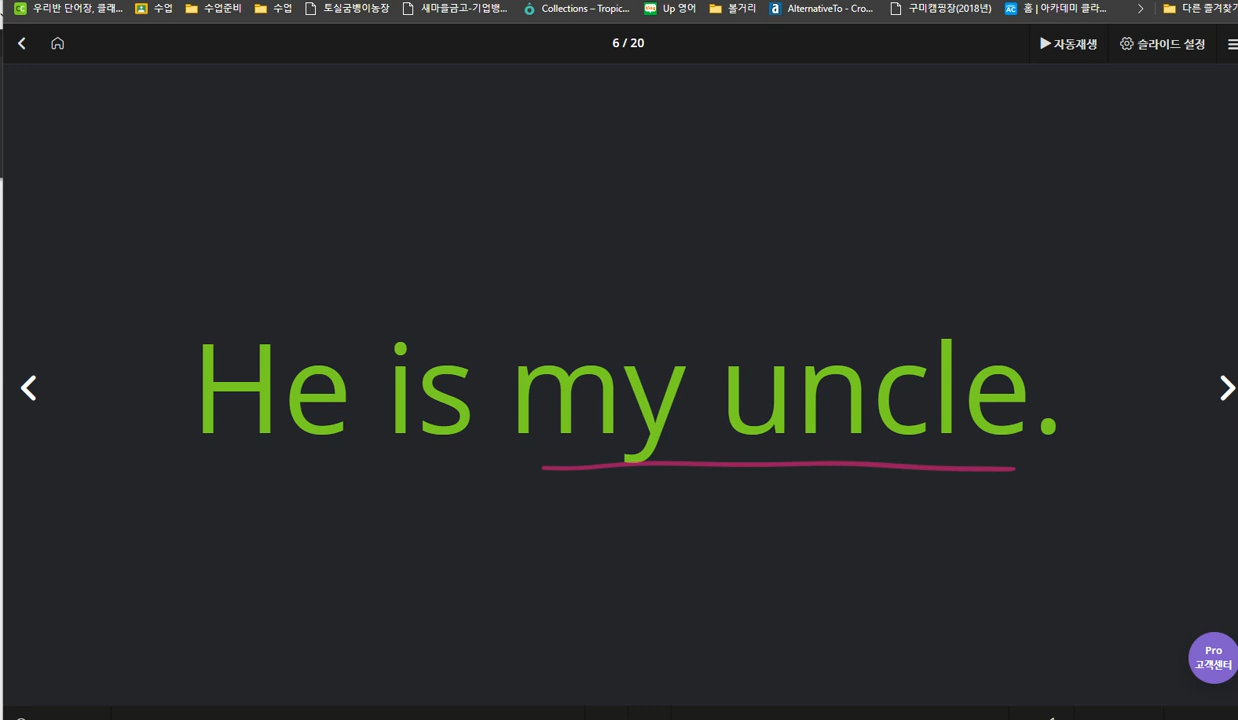 우리반 단어장, 클래... 수업 수업준비 수업 토실굼벵이농장 새마을금고-기업뱅... Collections – Tropic... Up 영어 볼거리 AlternativeTo - Cro... 구미캠핑장(2018년) 홈 | 아카데미 클라... 다른 즐겨찾기
6 / 20 자동재생 슬라이드 설정
He is my uncle.
Pro
고객센터